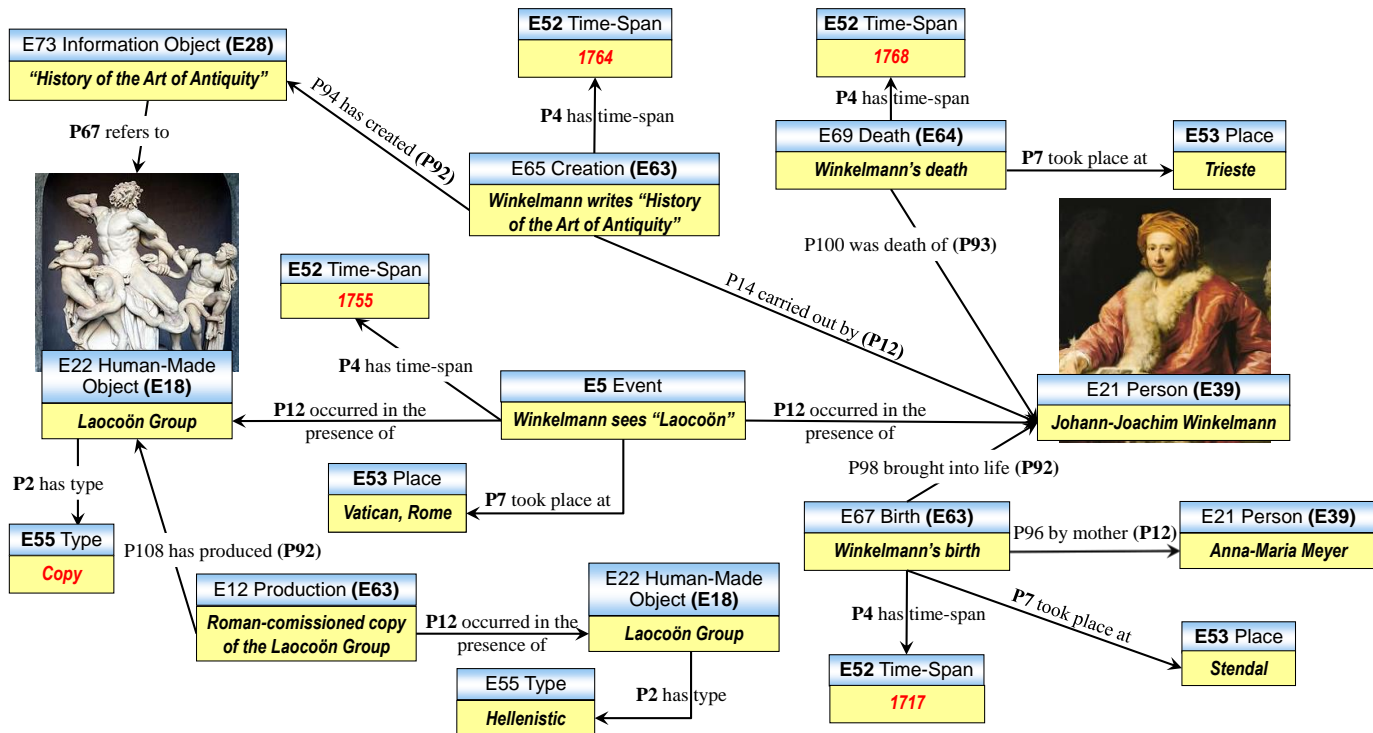 E73 Information Object (E28)
"History of the Art of Antiquity"
P67 refers to
P94 has created (P92)
E52 Time-Span
1764
P4 has time-span
E65 Creation (E63)
Winkelmann writes "History
of the Art of Antiquity"
E52 Time-Span
1768
P4 has time-span
E69 Death (E64)
Winkelmann's death
P7 took place at
E53 Place
Trieste
P100 was death of (P93)
P14 carried out by (P12)
E52 Time-Span
1755
P4 has time-span
E22 Human-Made
Object (E18)
Laocoön Group
P12 occurred in the
presence of
E5 Event
Winkelmann sees "Laocoön"
P12 occurred in the
presence of
E21 Person (E39)
Johann-Joachim Winkelmann
P2 has type
E55 Type
Copy
P108 has produced (P92)
E53 Place
Vatican, Rome
P7 took place at
P98 brought into life (P92)
E67 Birth (E63)
Winkelmann's birth
P96 by mother (P12)
E21 Person (E39)
Anna-Maria Meyer
E12 Production (E63)
Roman-comissioned copy
of the Laocoön Group
P12 occurred in the
presence of
E22 Human-Made
Object (E18)
Laocoön Group
P2 has type
E55 Type
Hellenistic
P4 has time-span
E52 Time-Span
1717
P7 took place at
E53 Place
Stendal